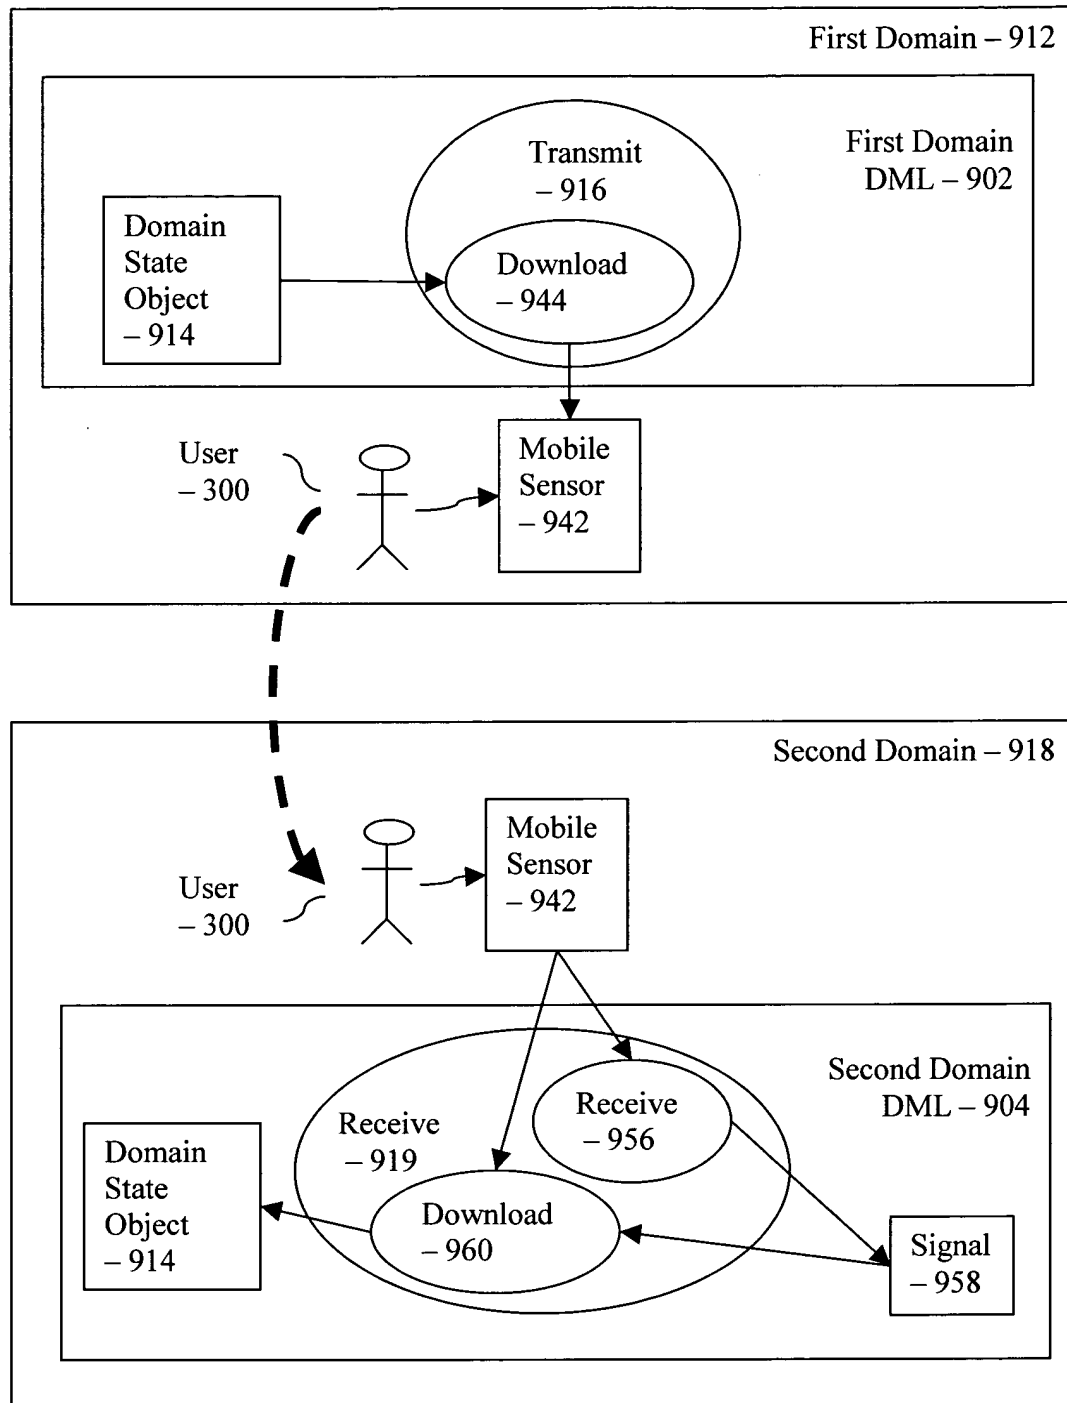 First Domain – 912
First Domain
DML – 902
Transmit
– 916
Domain
State
Object
– 914
Download
– 944
User
– 300
Mobile
Sensor
– 942
Second Domain – 918
Mobile
Sensor
– 942
User
– 300
Second Domain
DML – 904
Receive
– 956
Receive
– 919
Domain
State
Object
– 914
Download
– 960
Signal
– 958